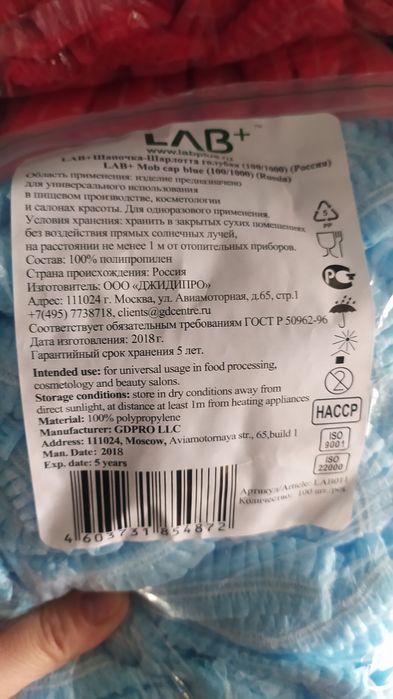 LAB+™
www.labplus.ru
LAB+ Шапочка-Шарлотта голубая (100/1000) (Россия)
LAB+ Mob cap blue (100/1000) (Russia)
Область применения: изделие предназначено
для универсального использования
в пищевом производстве, косметологии
и салонах красоты. Для одноразового применения.
Условия хранения: хранить в закрытых сухих помещениях
без воздействия прямых солнечных лучей,
на расстоянии не менее 1 м от отопительных приборов.
Состав: 100% полипропилен
Страна происхождения: Россия
Изготовитель: ООО «ДЖИДИПРО»
Адрес: 111024 г. Москва, ул. Авиамоторная, д.65, стр.1
+7(495) 7738718, clients@gdcentre.ru
Соответствует обязательным требованиям ГОСТ Р 50962-96
Дата изготовления: 2018 г.
Гарантийный срок хранения 5 лет.
Intended use: for universal usage in food processing,
cosmetology and beauty salons.
Storage conditions: store in dry conditions away from
direct sunlight, at distance at least 1m from heating appliances
Material: 100% polypropylene
Manufacturer: GDPRO LLC
Address: 111024, Moscow, Aviamotornaya str., 65,build 1
Man. Date: 2018
Exp. date: 5 years
5
PP
РС
2
HACCP
ISO
9001
ISO
22000
Артикул/Article: LAB011
Количество: 100 шт./pcs.
4 603731 854872